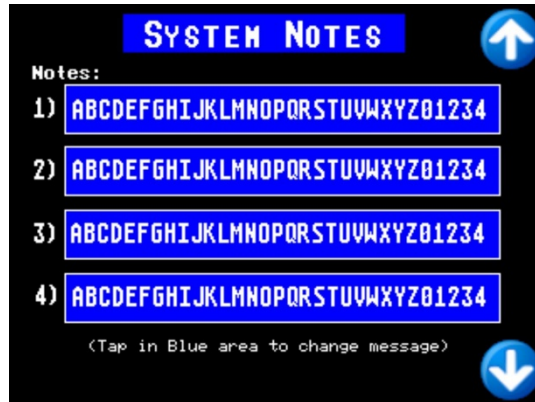 SYSTEM NOTES
Notes:
1) ABCDEFGHIJKLMNOPQRSTUVWXYZ01234
2) ABCDEFGHIJKLMNOPQRSTUVWXYZ01234
3) ABCDEFGHIJKLMNOPQRSTUVWXYZ01234
4) ABCDEFGHIJKLMNOPQRSTUVWXYZ01234
(Tap in Blue area to change message)